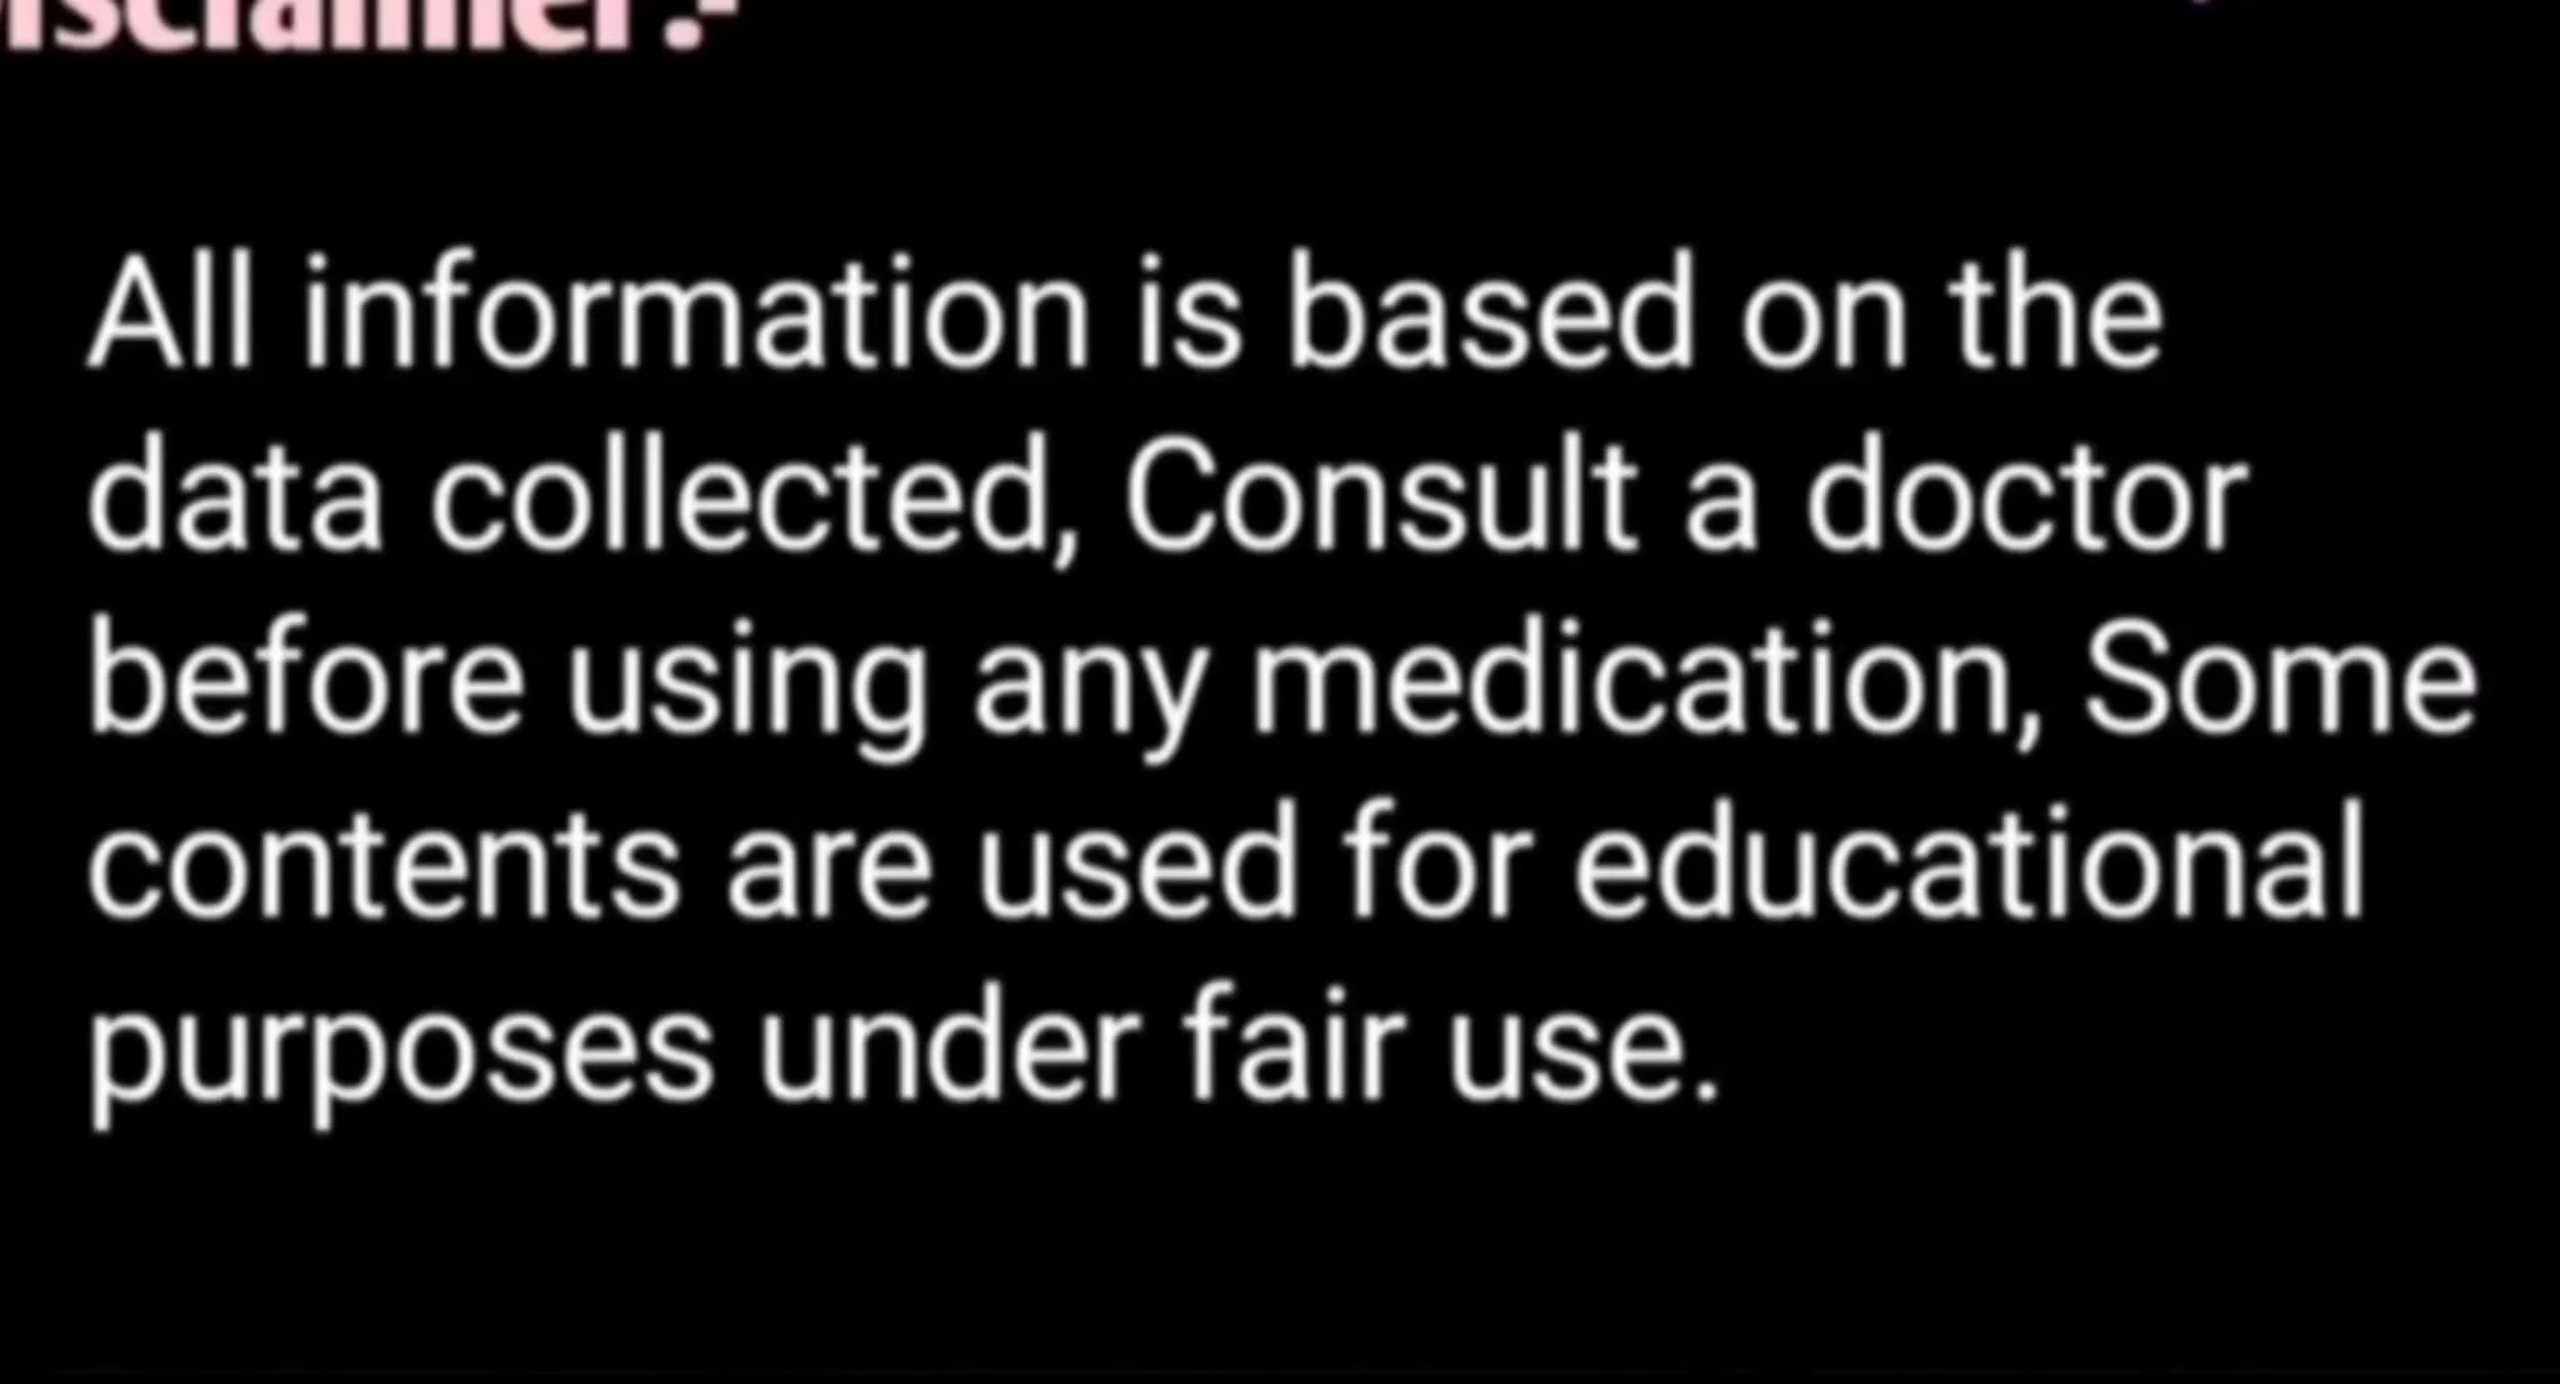 isclaimer:-
All information is based on the
data collected, Consult a doctor
before using any medication, Some
contents are used for educational
purposes under fair use.